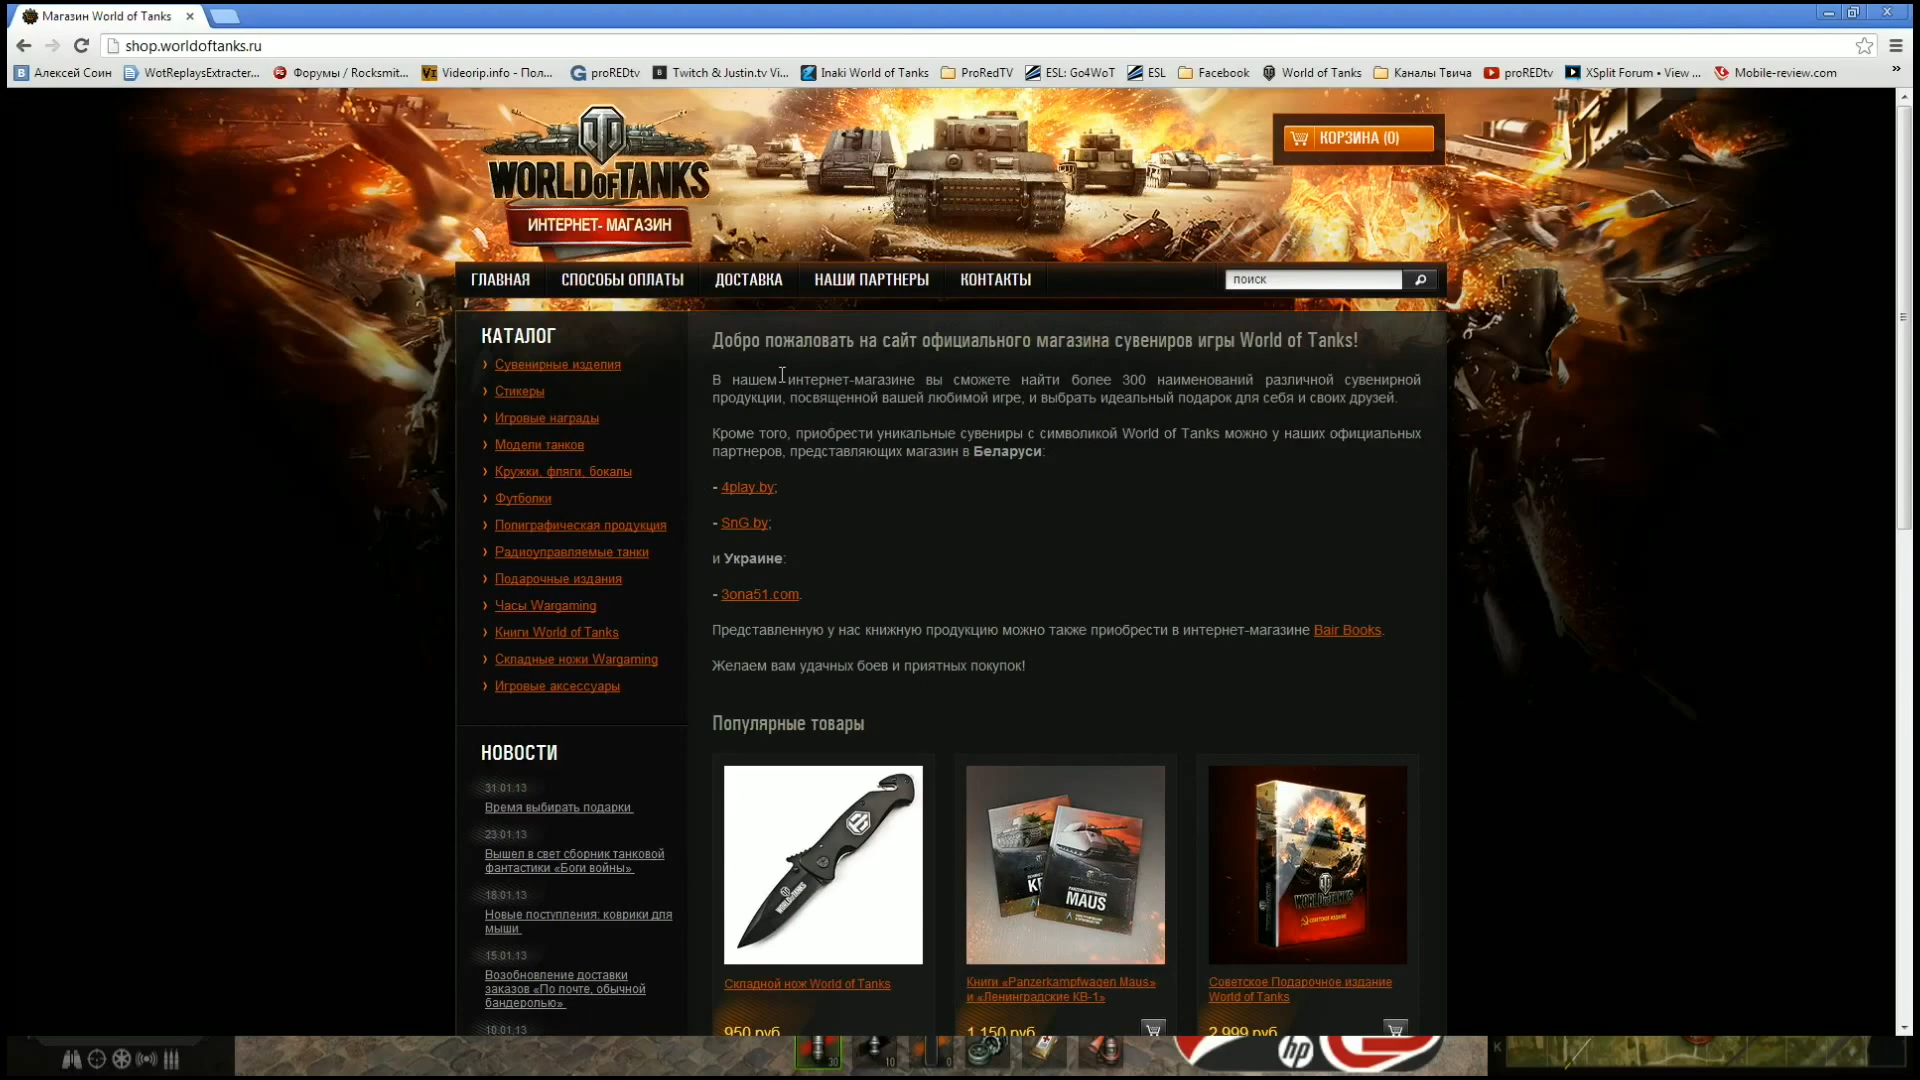 Магазин World of Tanks
shop.worldoftanks.ru
Алексей Соин
WotReplaysExtracter...
Форумы / Rocksmit...
Videorip.info - Пол...
proREDtv
Twitch & Justin.tv Vi...
Inaki World of Tanks
ProRedTV
ESL: Go4WoT
ESL
Facebook
World of Tanks
Каналы Твича
proREDtv
XSplit Forum • View ...
Mobile-review.com
WORLD OF TANKS
ИНТЕРНЕТ- МАГАЗИН
КОРЗИНА (0)
ГЛАВНАЯ
СПОСОБЫ ОПЛАТЫ
ДОСТАВКА
НАШИ ПАРТНЕРЫ
КОНТАКТЫ
поиск
КАТАЛОГ
Сувенирные изделия
Стикеры
Игровые награды
Модели танков
Кружки, фляги, бокалы
Футболки
Полиграфическая продукция
Радиоуправляемые танки
Подарочные издания
Часы Wargaming
Книги World of Tanks
Складные ножи Wargaming
Игровые аксессуары
НОВОСТИ
31.01.13
Время выбирать подарки
23.01.13
Вышел в свет сборник танковой
фантастики «Боги войны»
16.01.13
Новые поступления: коврики для
мыши
15.01.13
Возобновление доставки
заказов «По почте, обычной
бандеролью»
10.01.13
Добро пожаловать на сайт официального магазина сувениров игры World of Tanks!
В нашем интернет-магазине вы сможете найти более 300 наименований различной сувенирной
продукции, посвященной вашей любимой игре, и выбрать идеальный подарок для себя и своих друзей.
Кроме того, приобрести уникальные сувениры с символикой World of Tanks можно у наших официальных
партнеров, представляющих магазин в Беларуси:
- 4play.by;
- SnG.by;
и Украине:
- 3ona51.com.
Представленную у нас книжную продукцию можно также приобрести в интернет-магазине Bair Books.
Желаем вам удачных боев и приятных покупок!
Популярные товары
WORLD OF TANKS
MAUS
WORLD OF TANKS
Складной нож World of Tanks
Книги «Panzerkampfwagen Maus»
и «Ленинградские КВ-1»
Советское Подарочное издание
World of Tanks
950 руб
1 150 руб
2 999 руб
30
10
0
hp
K